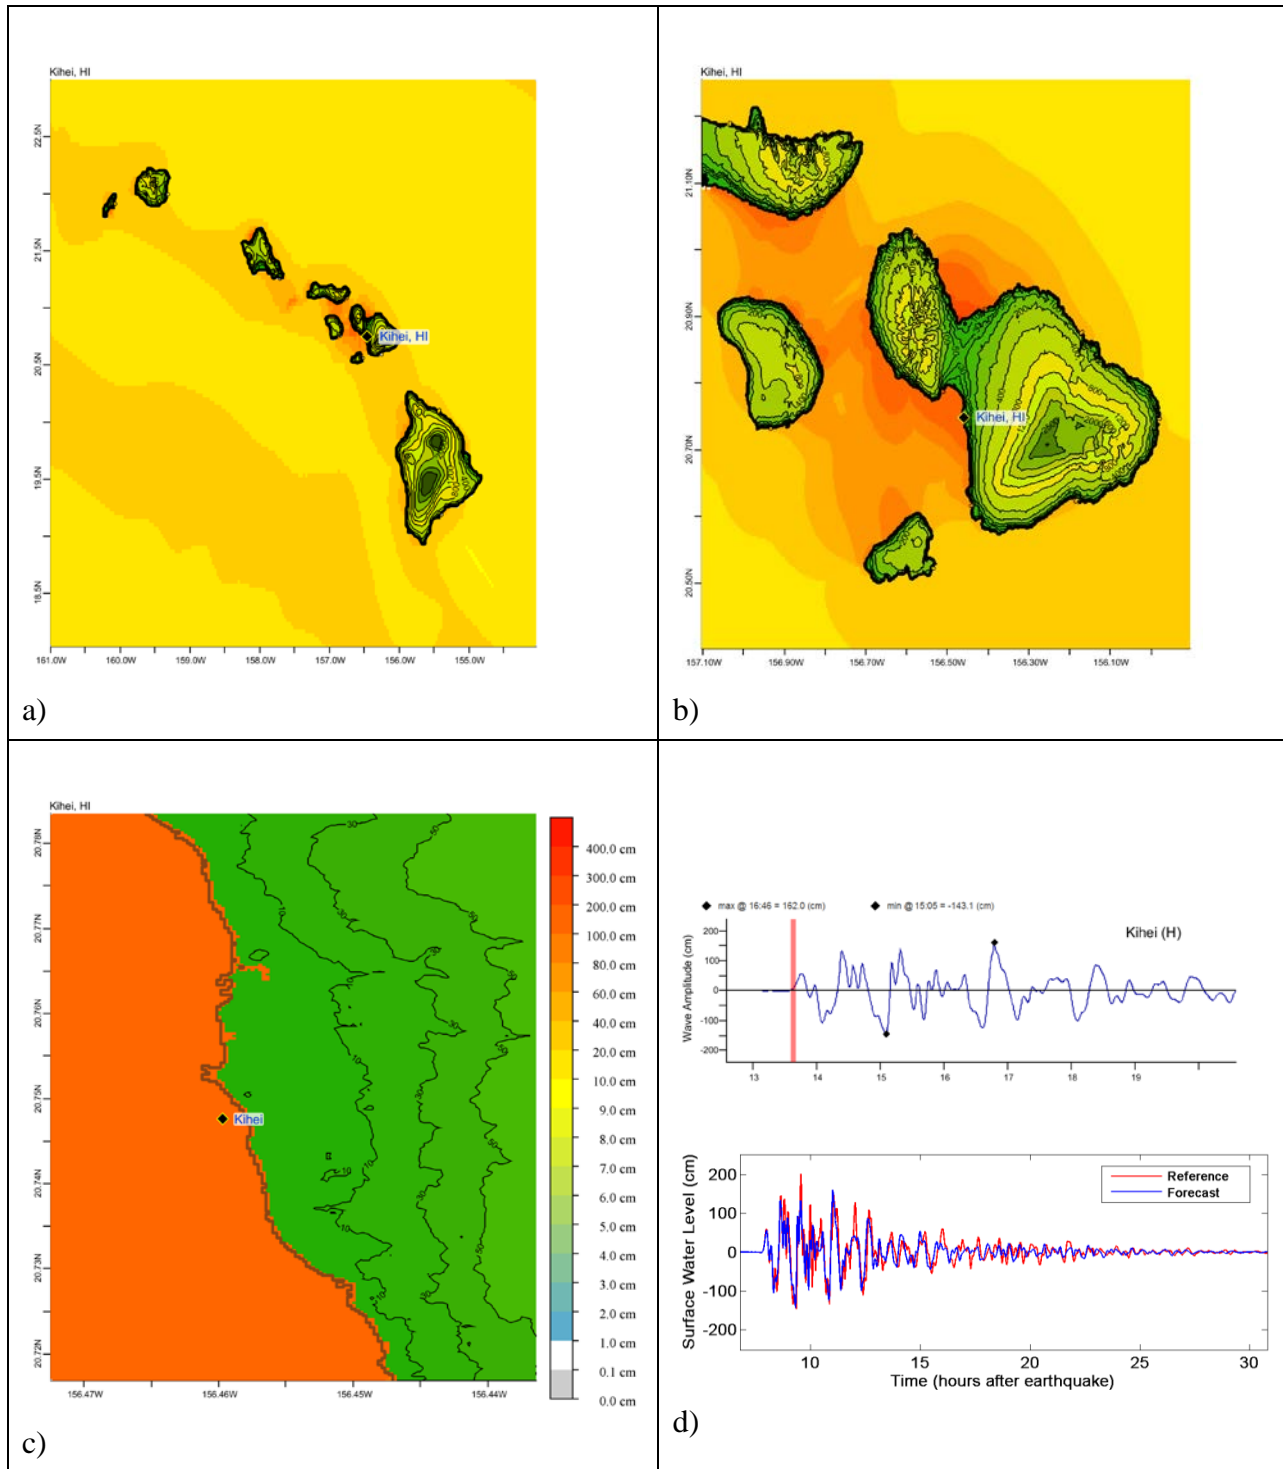 Kihei, HI
22.5N
21.5N
20.5N
19.5N
18.5N
Kihei, HI
161.0W 160.0W 159.0W 158.0W 157.0W 156.0W 155.0W
a)
Kihei, HI
21.10N
20.90N
20.70N
20.50N
Kihei, HI
157.10W 156.90W 156.70W 156.50W 156.30W 156.10W
b)
Kihei, HI
20.78N
20.77N
20.76N
20.75N
20.74N
20.73N
20.72N
Kihei
156.47W 156.46W 156.45W 156.44W
400.0 cm
300.0 cm
200.0 cm
100.0 cm
80.0 cm
60.0 cm
40.0 cm
20.0 cm
10.0 cm
9.0 cm
8.0 cm
7.0 cm
6.0 cm
5.0 cm
4.0 cm
3.0 cm
2.0 cm
1.0 cm
0.1 cm
0.0 cm
c)
max @ 16:46 = 162.0 (cm) min @ 15:05 = -143.1 (cm)
Kihei (H)
Wave Amplitude (cm)
200
100
0
-100
-200
13 14 15 16 17 18 19
Surface Water Level (cm)
200
100
0
-100
-200
Reference
Forecast
10 15 20 25 30
Time (hours after earthquake)
d)